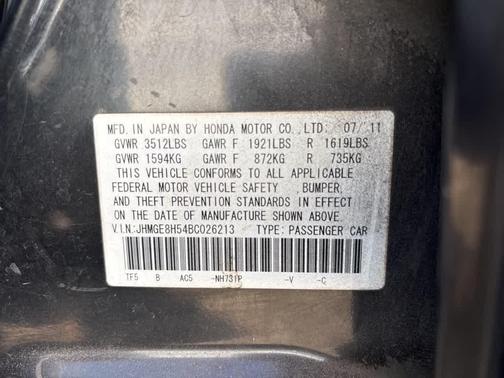 MFD. IN JAPAN BY HONDA MOTOR CO., LTD. 07/11
GVWR 3512LBS GAWR F 1921LBS R 1619LBS
GVWR 1594KG GAWR F 872KG R 735KG
THIS VEHICLE CONFORMS TO ALL APPLICABLE
FEDERAL MOTOR VEHICLE SAFETY , BUMPER,
AND THEFT PREVENTION STANDARDS IN EFFECT
ON THE DATE OF MANUFACTURE SHOWN ABOVE.
V.I.N:JHMGE8H54BC026213 TYPE: PASSENGER CAR
TF5 B AC5 -NH731P -V -C